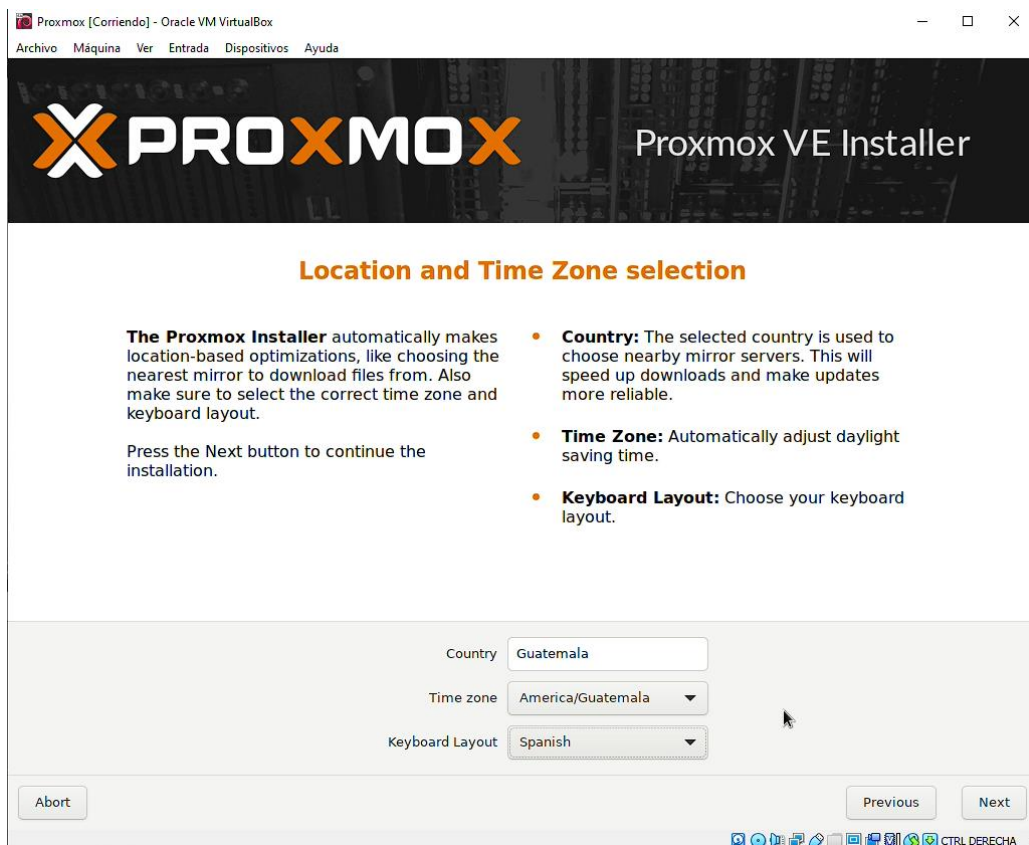 Proxmox [Corriendo] - Oracle VM VirtualBox
Archivo Máquina Ver Entrada Dispositivos Ayuda
PROXMOX
Proxmox VE Installer
Location and Time Zone selection
The Proxmox Installer automatically makes
location-based optimizations, like choosing the
nearest mirror to download files from. Also
make sure to select the correct time zone and
keyboard layout.
Press the Next button to continue the
installation.
Country: The selected country is used to
choose nearby mirror servers. This will
speed up downloads and make updates
more reliable.
Time Zone: Automatically adjust daylight
saving time.
Keyboard Layout: Choose your keyboard
layout.
Country Guatemala
Time zone America/Guatemala
Keyboard Layout Spanish
Abort Previous Next
CTRL DERECHA